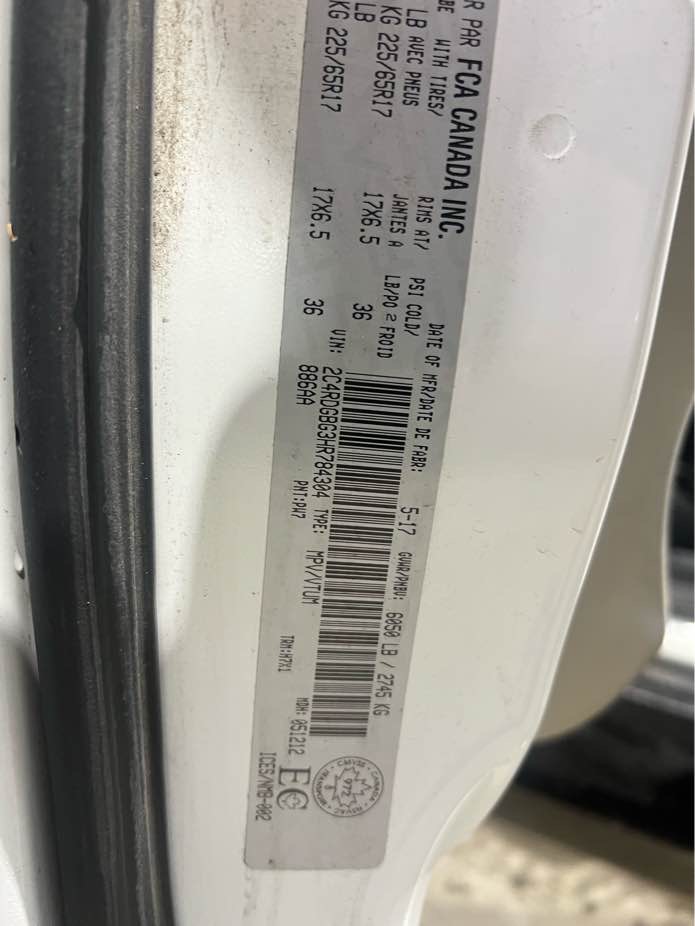 R PAR FCA CANADA INC.
DATE OF MFR/DATE DE FABR: 5-17 GVWR/PNBV: 6050 LB / 2745 KG
WITH TIRES/ RIMS AT/ PSI COLD/
LB AVEC PNEUS JANTES A LB/PO 2 FROID
KG 225/65R17 17X6.5 36
LB
KG 225/65R17 17X6.5 36
VIN: 2C4RDGBG3HR784304 TYPE: MPV/VTUM
886AA
PNT:PW7 TRM:H7X1 MDH: 051212
ICES/NMB-002
EC
CANADA
972